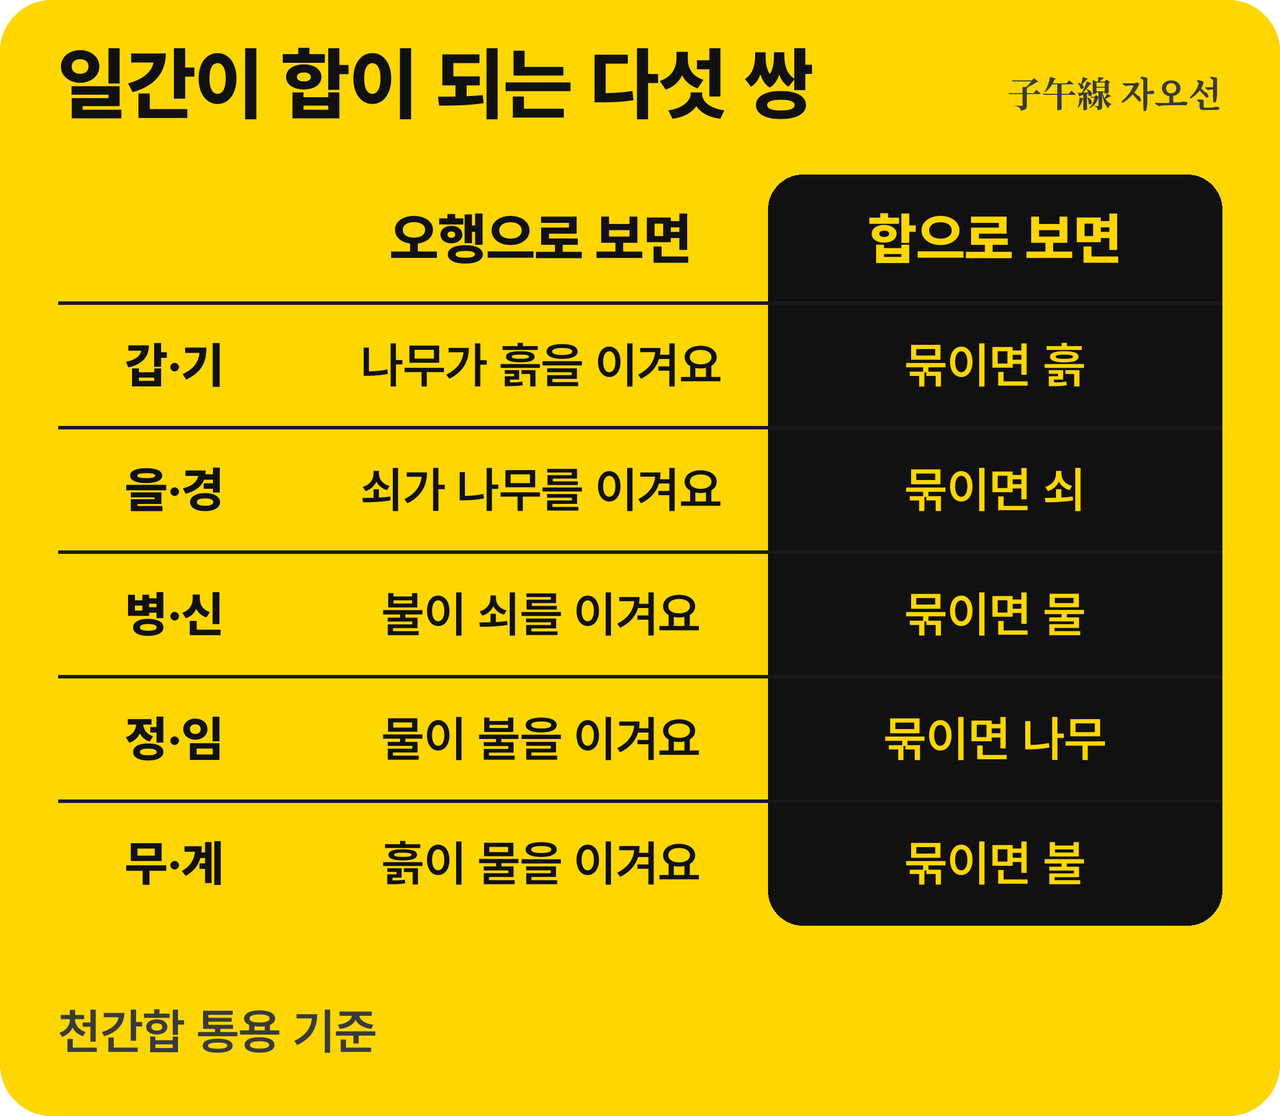 일간이 합이 되는 다섯 쌍
子午線 자오선
오행으로 보면 합으로 보면
갑·기 나무가 흙을 이겨요 묶이면 흙
을·경 쇠가 나무를 이겨요 묶이면 쇠
병·신 불이 쇠를 이겨요 묶이면 물
정·임 물이 불을 이겨요 묶이면 나무
무·계 흙이 물을 이겨요 묶이면 불
천간합 통용 기준